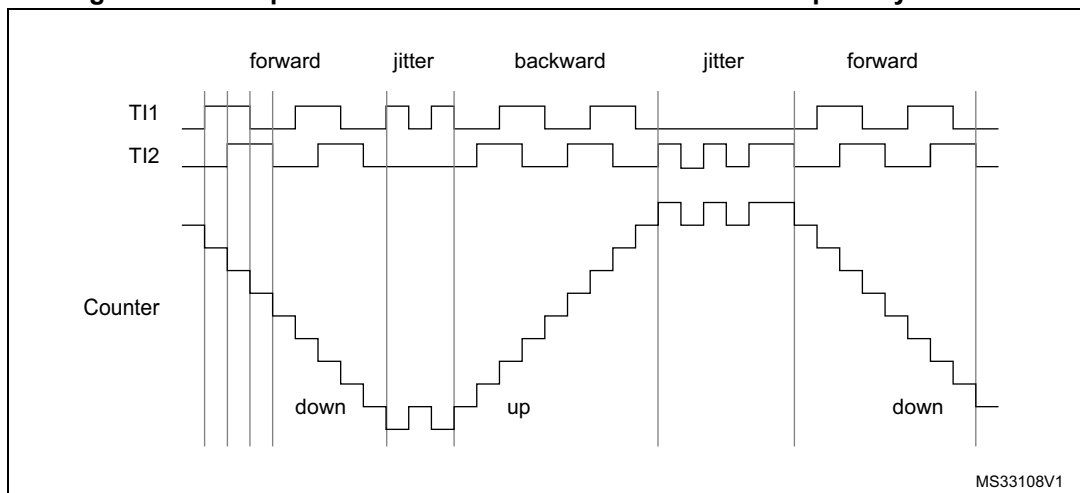 forward jitter backward jitter forward
TI1
TI2
Counter
down up down
MS33108V1